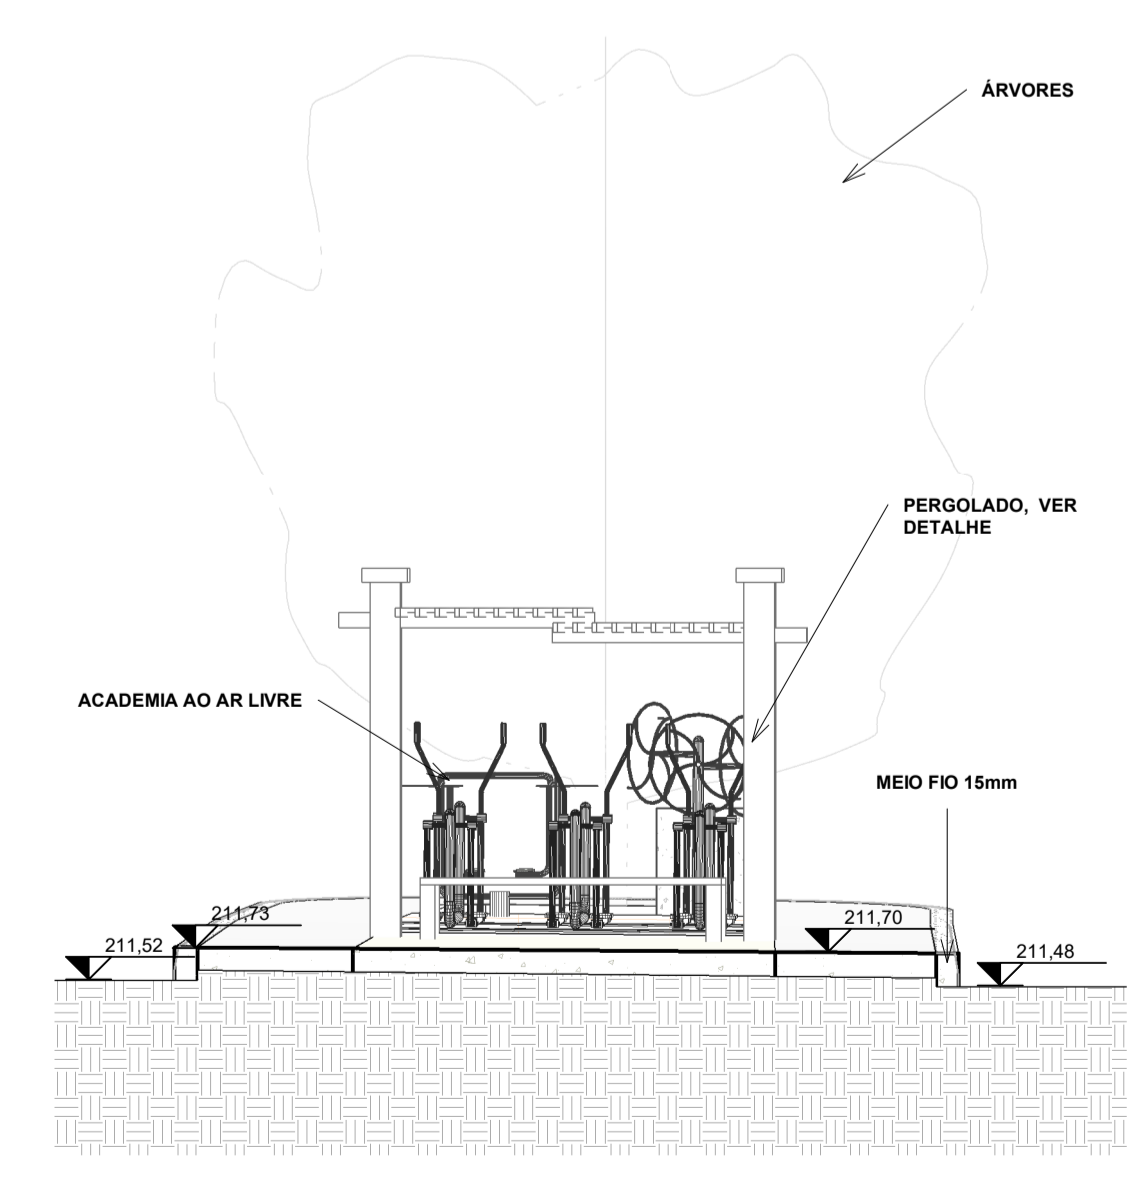 ÁRVORES
PERGOLADO, VER
DETALHE
ACADEMIA AO AR LIVRE
MEIO FIO 15mm
211,73
211,70
211,52
211,48